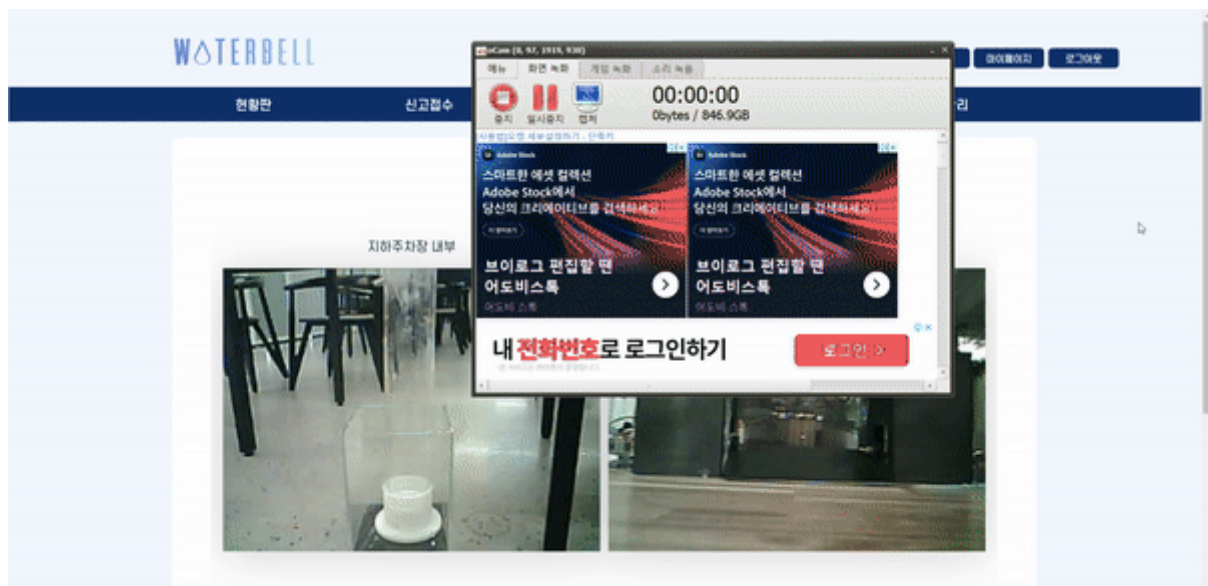 WATERBELL
oCam (0, 97, 1919, 930)
메뉴 화면 녹화 게임 녹화 소리 녹음
마이페이지 로그아웃
현황판 신고접수
중지 일시중지 캡쳐
00:00:00
0bytes / 846.9GB
Adobe Stock
스마트한 에셋 컬렉션
Adobe Stock에서
당신의 크리에이티브를 검색하세요
브이로그 편집할 땐
어도비스톡
어도비 스톡
Adobe Stock
스마트한 에셋 컬렉션
Adobe Stock에서
당신의 크리에이티브를 검색하세요
브이로그 편집할 땐
어도비스톡
어도비 스톡
지하주차장 내부
내 전화번호로 로그인하기
로그인 >